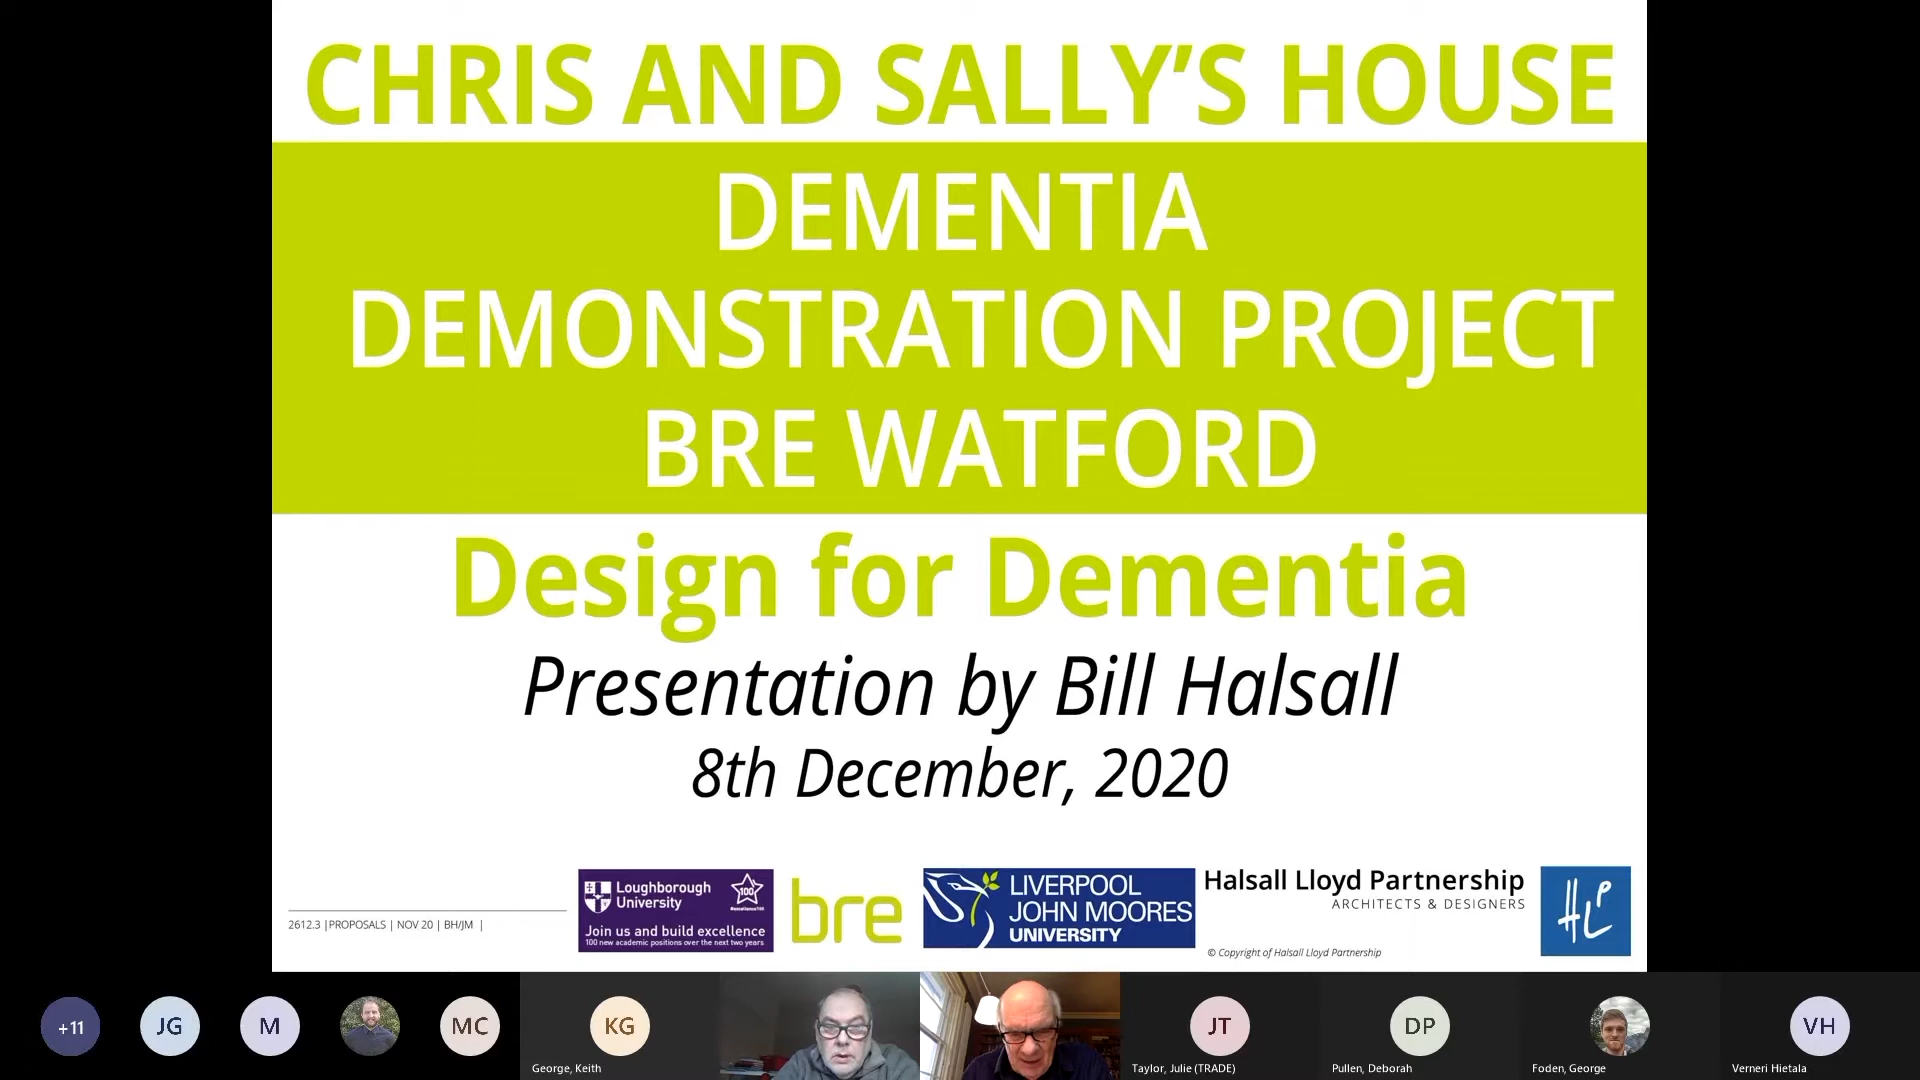 CHRIS AND SALLY’S HOUSE
DEMENTIA
DEMONSTRATION PROJECT
BRE WATFORD
Design for Dementia
Presentation by Bill Halsall
8th December, 2020
2612.3 | PROPOSALS | NOV 20 | BH/JM |
Loughborough
University
100
#excellence100
Join us and build excellence
100 new academic positions over the next two years
bre
LIVERPOOL
JOHN MOORES
UNIVERSITY
Halsall Lloyd Partnership
ARCHITECTS & DESIGNERS
© Copyright of Halsall Lloyd Partnership
HLP
+11
JG
M
MC
KG
George, Keith
JT
Taylor, Julie (TRADE)
DP
Pullen, Deborah
Foden, George
VH
Verneri Hietala